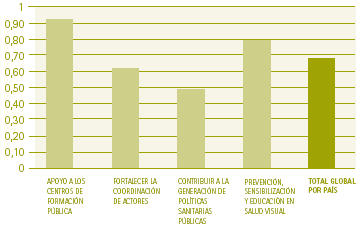 1
0,90
0,80
0,70
0,60
0,50
0,40
0,30
0,20
0,10
0
APOYO A LOS
CENTROS DE
FORMACIÓN
PÚBLICA
FORTALECER LA
COORDINACIÓN
DE ACTORES
CONTRIBUIR A LA
GENERACIÓN DE
POLÍTICAS
SANITARIAS
PÚBLICAS
PREVENCIÓN,
SENSIBILIZACIÓN
Y EDUCACIÓN EN
SALUD VISUAL
TOTAL GLOBAL
POR PAÍS